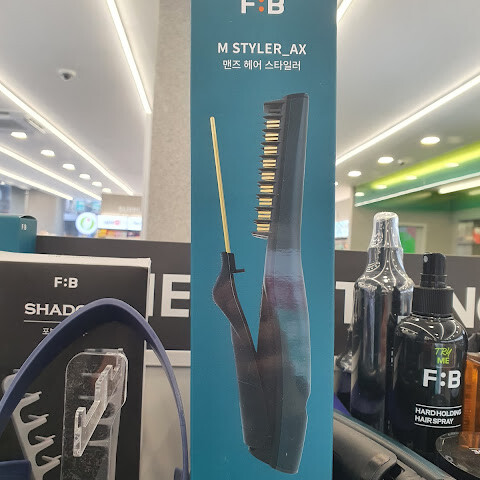 F:B
M STYLER_AX
맨즈 헤어 스타일러
F:B
SHADO
TRY
ME
F:B
HARD HOLDING
HAIR SPRAY